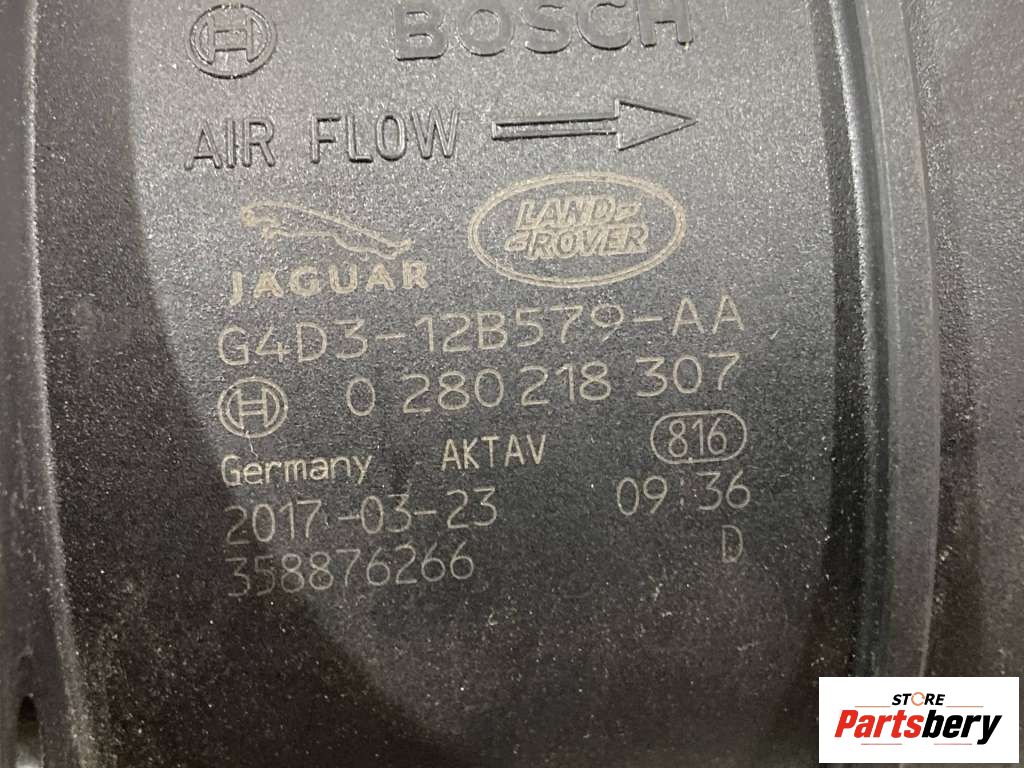 BOSCH
AIR FLOW
JAGUAR
LAND
ROVER
G4D3-12B579-AA
0 280 218 307
Germany AKTAV 816
2017-03-23 09:36
358876266 D
STORE
Partsbery